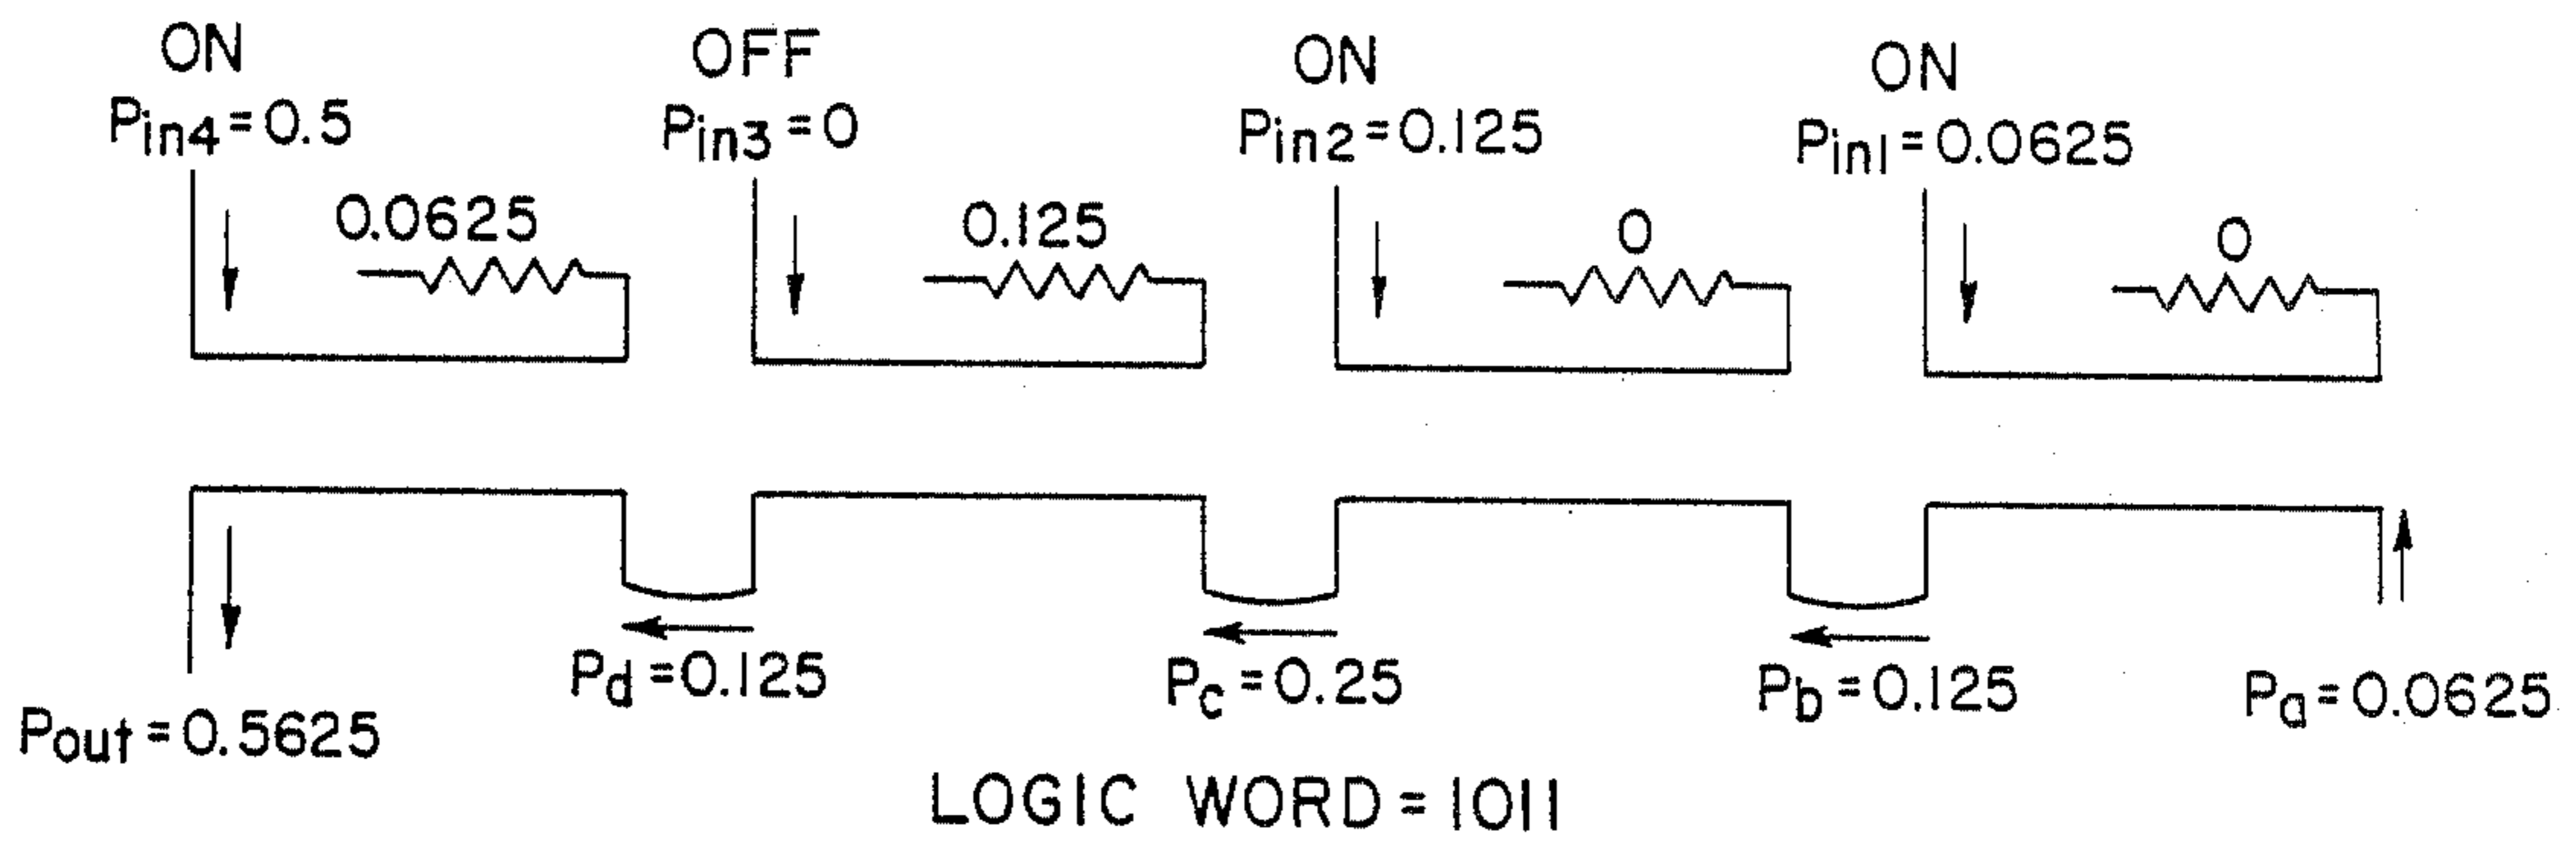 ON
OFF
ON
ON
Pin4=0.5
Pin3=0
Pin2=0.125
Pin1=0.0625
0.0625
0.125
0
0
Pd=0.125
Pc=0.25
Pb=0.125
Pa=0.0625
Pout=0.5625
LOGIC WORD=1011